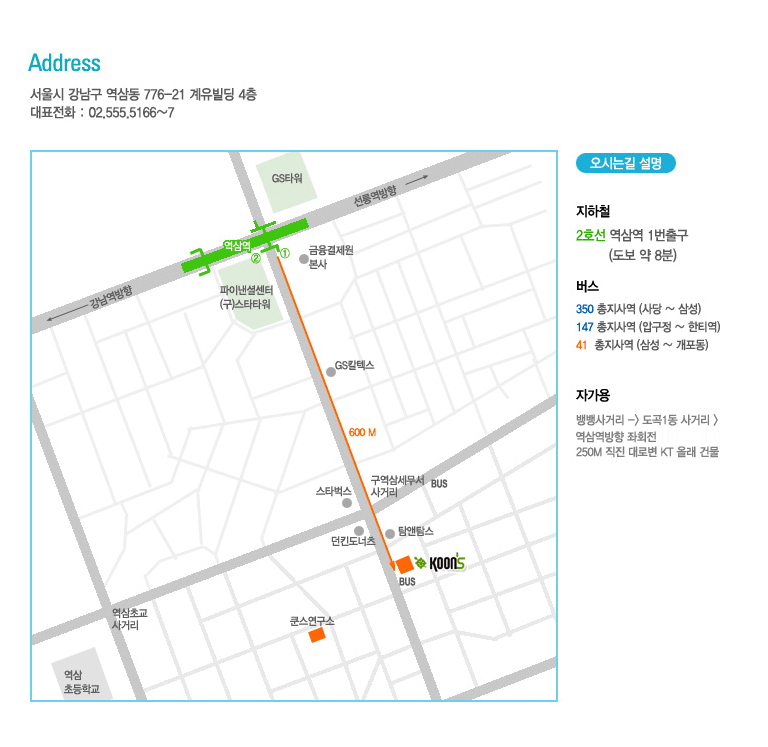 Address
서울시 강남구 역삼동 776-21 계유빌딩 4층
대표전화 : 02.555.5166~7
오시는길 설명
지하철
2호선 역삼역 1번출구
(도보 약 8분)
버스
350 총지사역 (사당 ~ 삼성)
147 총지사역 (압구정 ~ 한티역)
41 총지사역 (삼성 ~ 개포동)
자가용
뱅뱅사거리 -> 도곡1동 사거리 >
역삼역방향 좌회전
250M 직진 대로변 KT 올래 건물
GS타워
선릉역방향
역삼역
②
①
금융결제원
본사
강남역방향
파이낸셜센터
(구)스타타워
GS칼텍스
600 M
구역삼세무서
사거리
BUS
스타벅스
던킨도너츠
탐앤탐스
KOON'S
BUS
역삼초교
사거리
쿤스연구소
역삼
초등학교